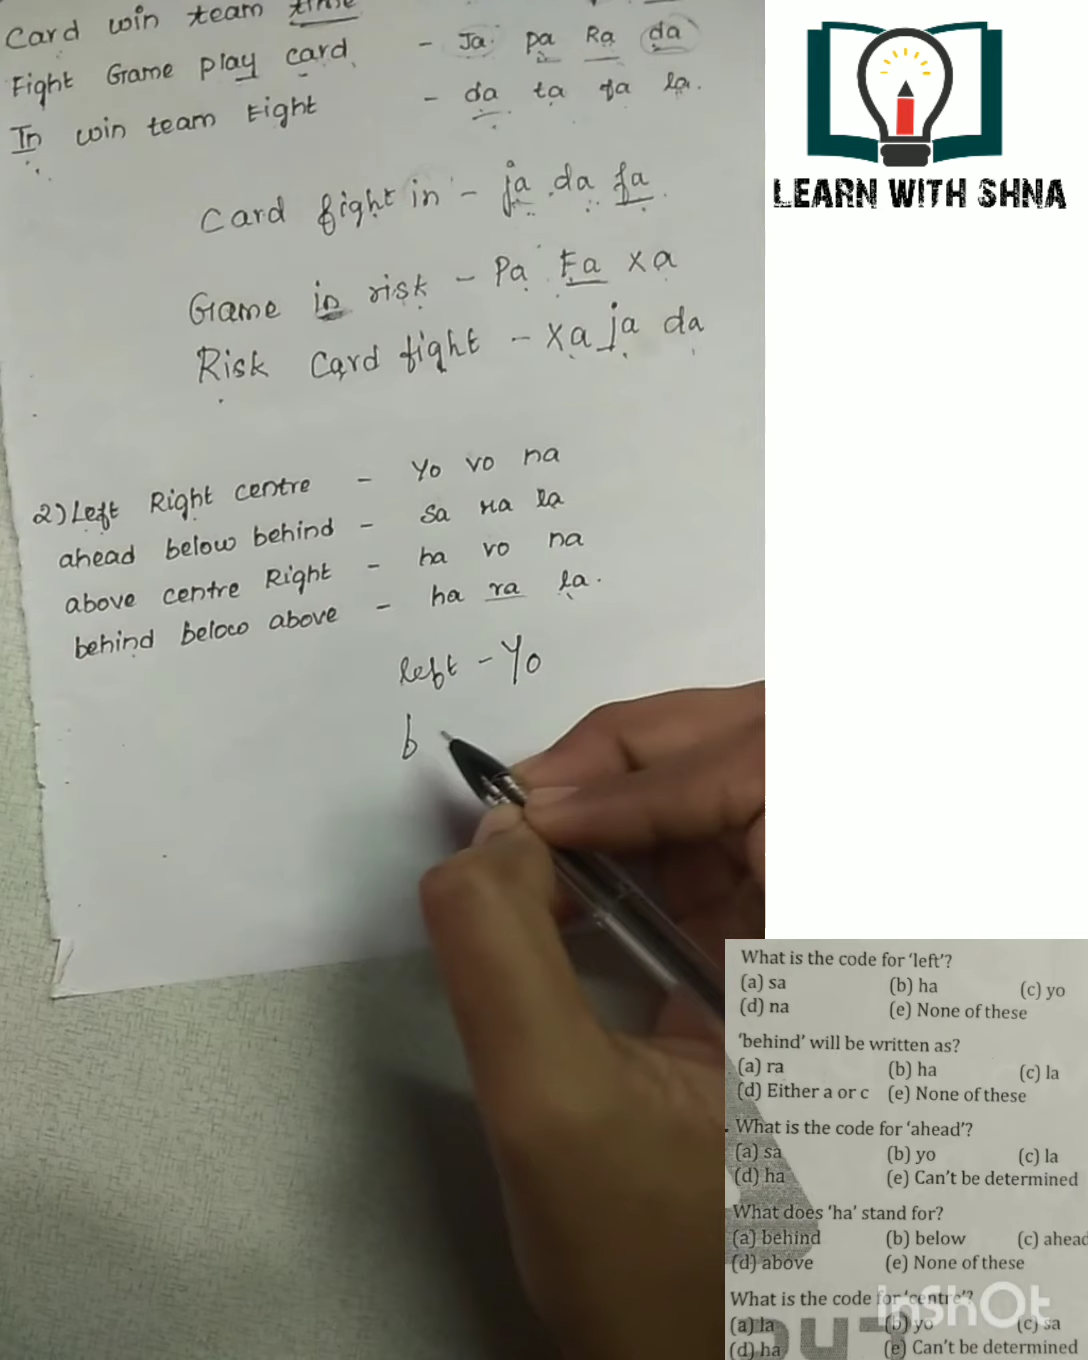 Card win team time
Fight Game play card - Ja pa Ra da
In win team Fight - da ta fa la.
Card fight in - ja da fa
Game in risk - Pa Fa xa
Risk Card fight - xa ja da
2) Left Right centre - Yo vo na
ahead below behind - sa ra la
above centre Right - ha vo na
behind below above - ha ra la.
left - Yo
b
LEARN WITH SHNA
What is the code for 'left'?
(a) sa (b) ha (c) yo
(d) na (e) None of these
'behind' will be written as?
(a) ra (b) ha (c) la
(d) Either a or c (e) None of these
What is the code for 'ahead'?
(a) sa (b) yo (c) la
(d) ha (e) Can't be determined
What does 'ha' stand for?
(a) behind (b) below (c) ahead
(d) above (e) None of these
What is the code for 'centre'?
(a) la (b) yo (c) sa
(d) ha (e) Can't be determined
inShOt